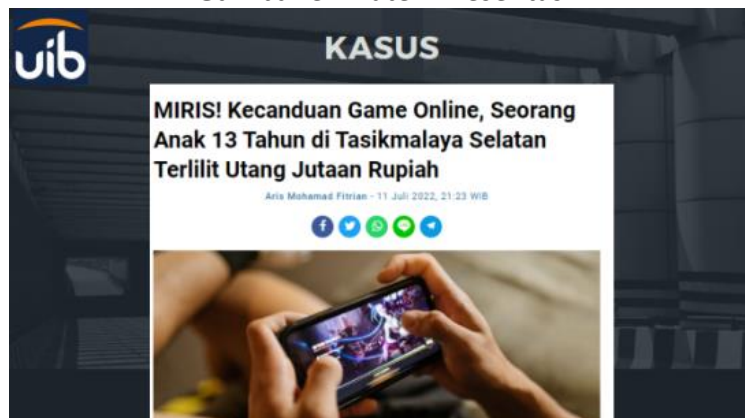 uib
KASUS
MIRIS! Kecanduan Game Online, Seorang
Anak 13 Tahun di Tasikmalaya Selatan
Terlilit Utang Jutaan Rupiah
Aris Mohamad Fitrian - 11 Juli 2022, 21:23 WIB